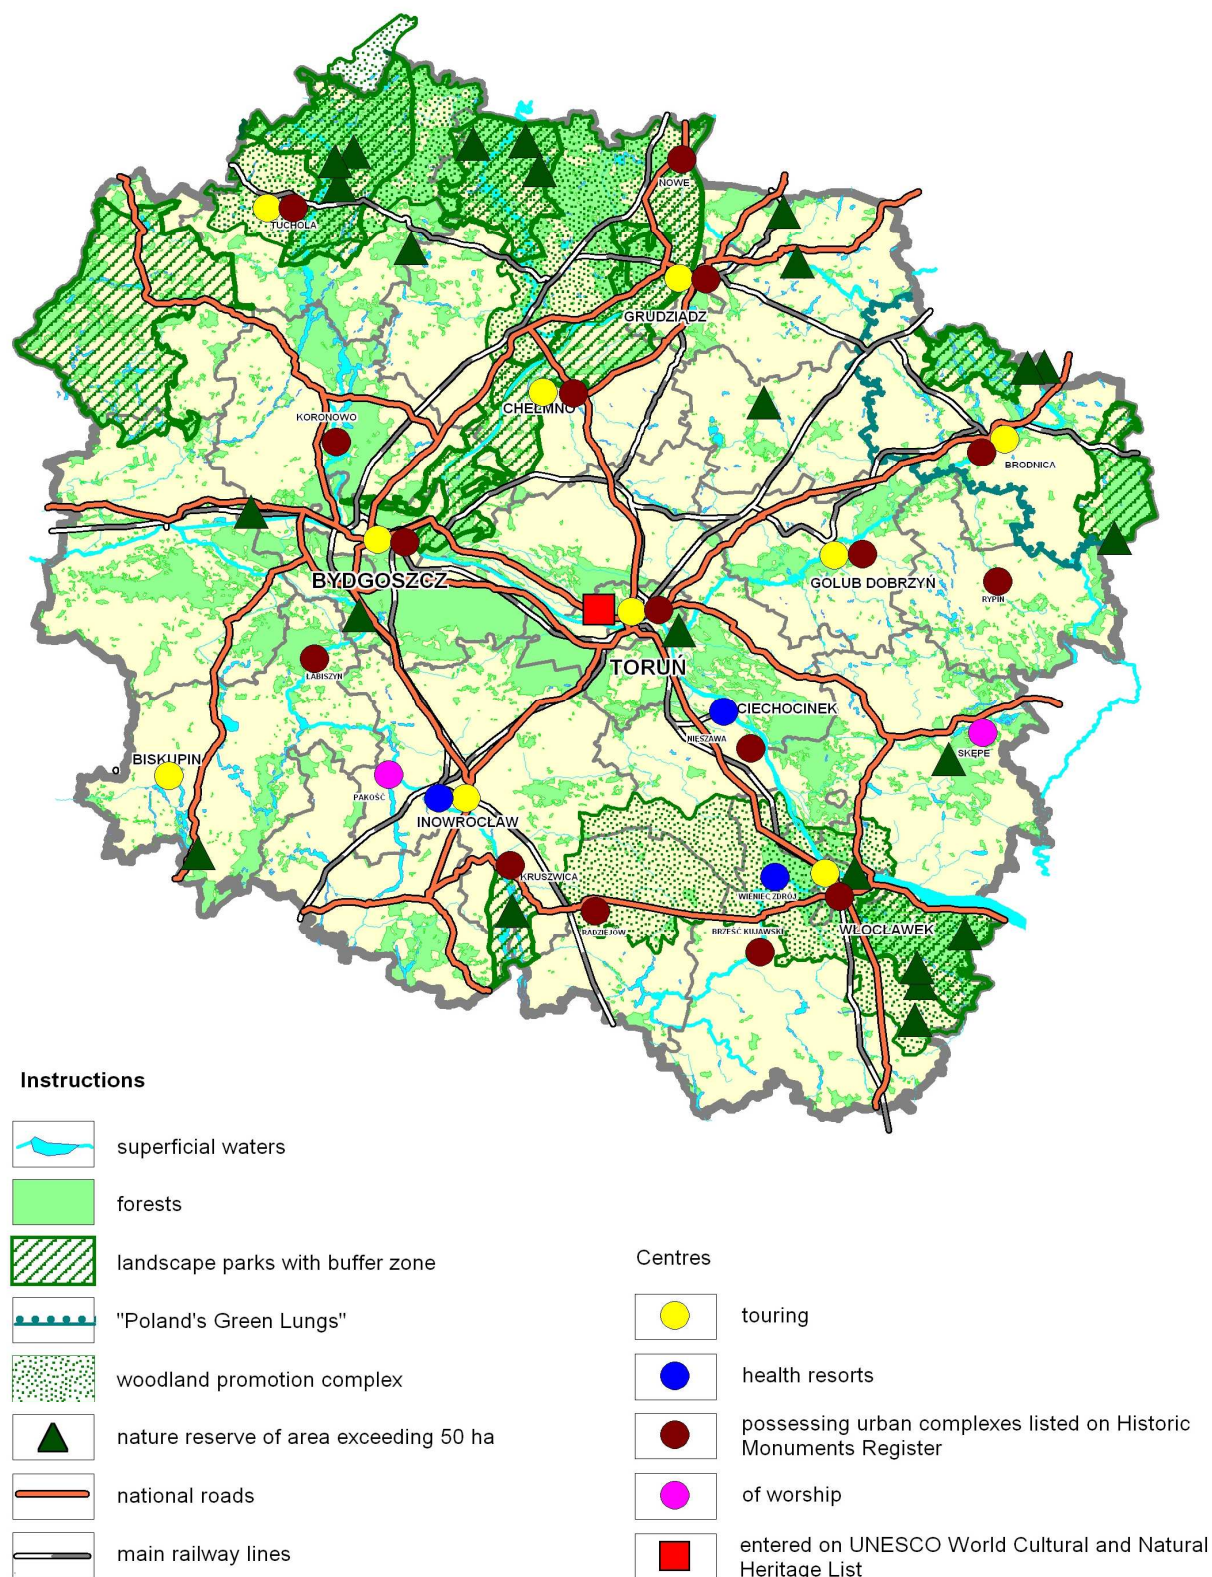 NOWE
TUCHOLA
GRUDZIĄDZ
CHEŁMNO
KORONOWO
BRODNICA
BYDGOSZCZ
GOLUB DOBRZYŃ
RYPIN
TORUŃ
ŁABISZYN
CIECHOCINEK
NIESZAWA
SKĘPE
BISKUPIN
PAKOŚĆ
INOWROCŁAW
KRUSZWICA
WIENIEC ZDRÓJ
RADZIEJÓW
BRZEŚĆ KUJAWSKI
WŁOCŁAWEK
Instructions
superficial waters
forests
landscape parks with buffer zone
"Poland's Green Lungs"
woodland promotion complex
nature reserve of area exceeding 50 ha
national roads
main railway lines
Centres
touring
health resorts
possessing urban complexes listed on Historic
Monuments Register
of worship
entered on UNESCO World Cultural and Natural
Heritage List